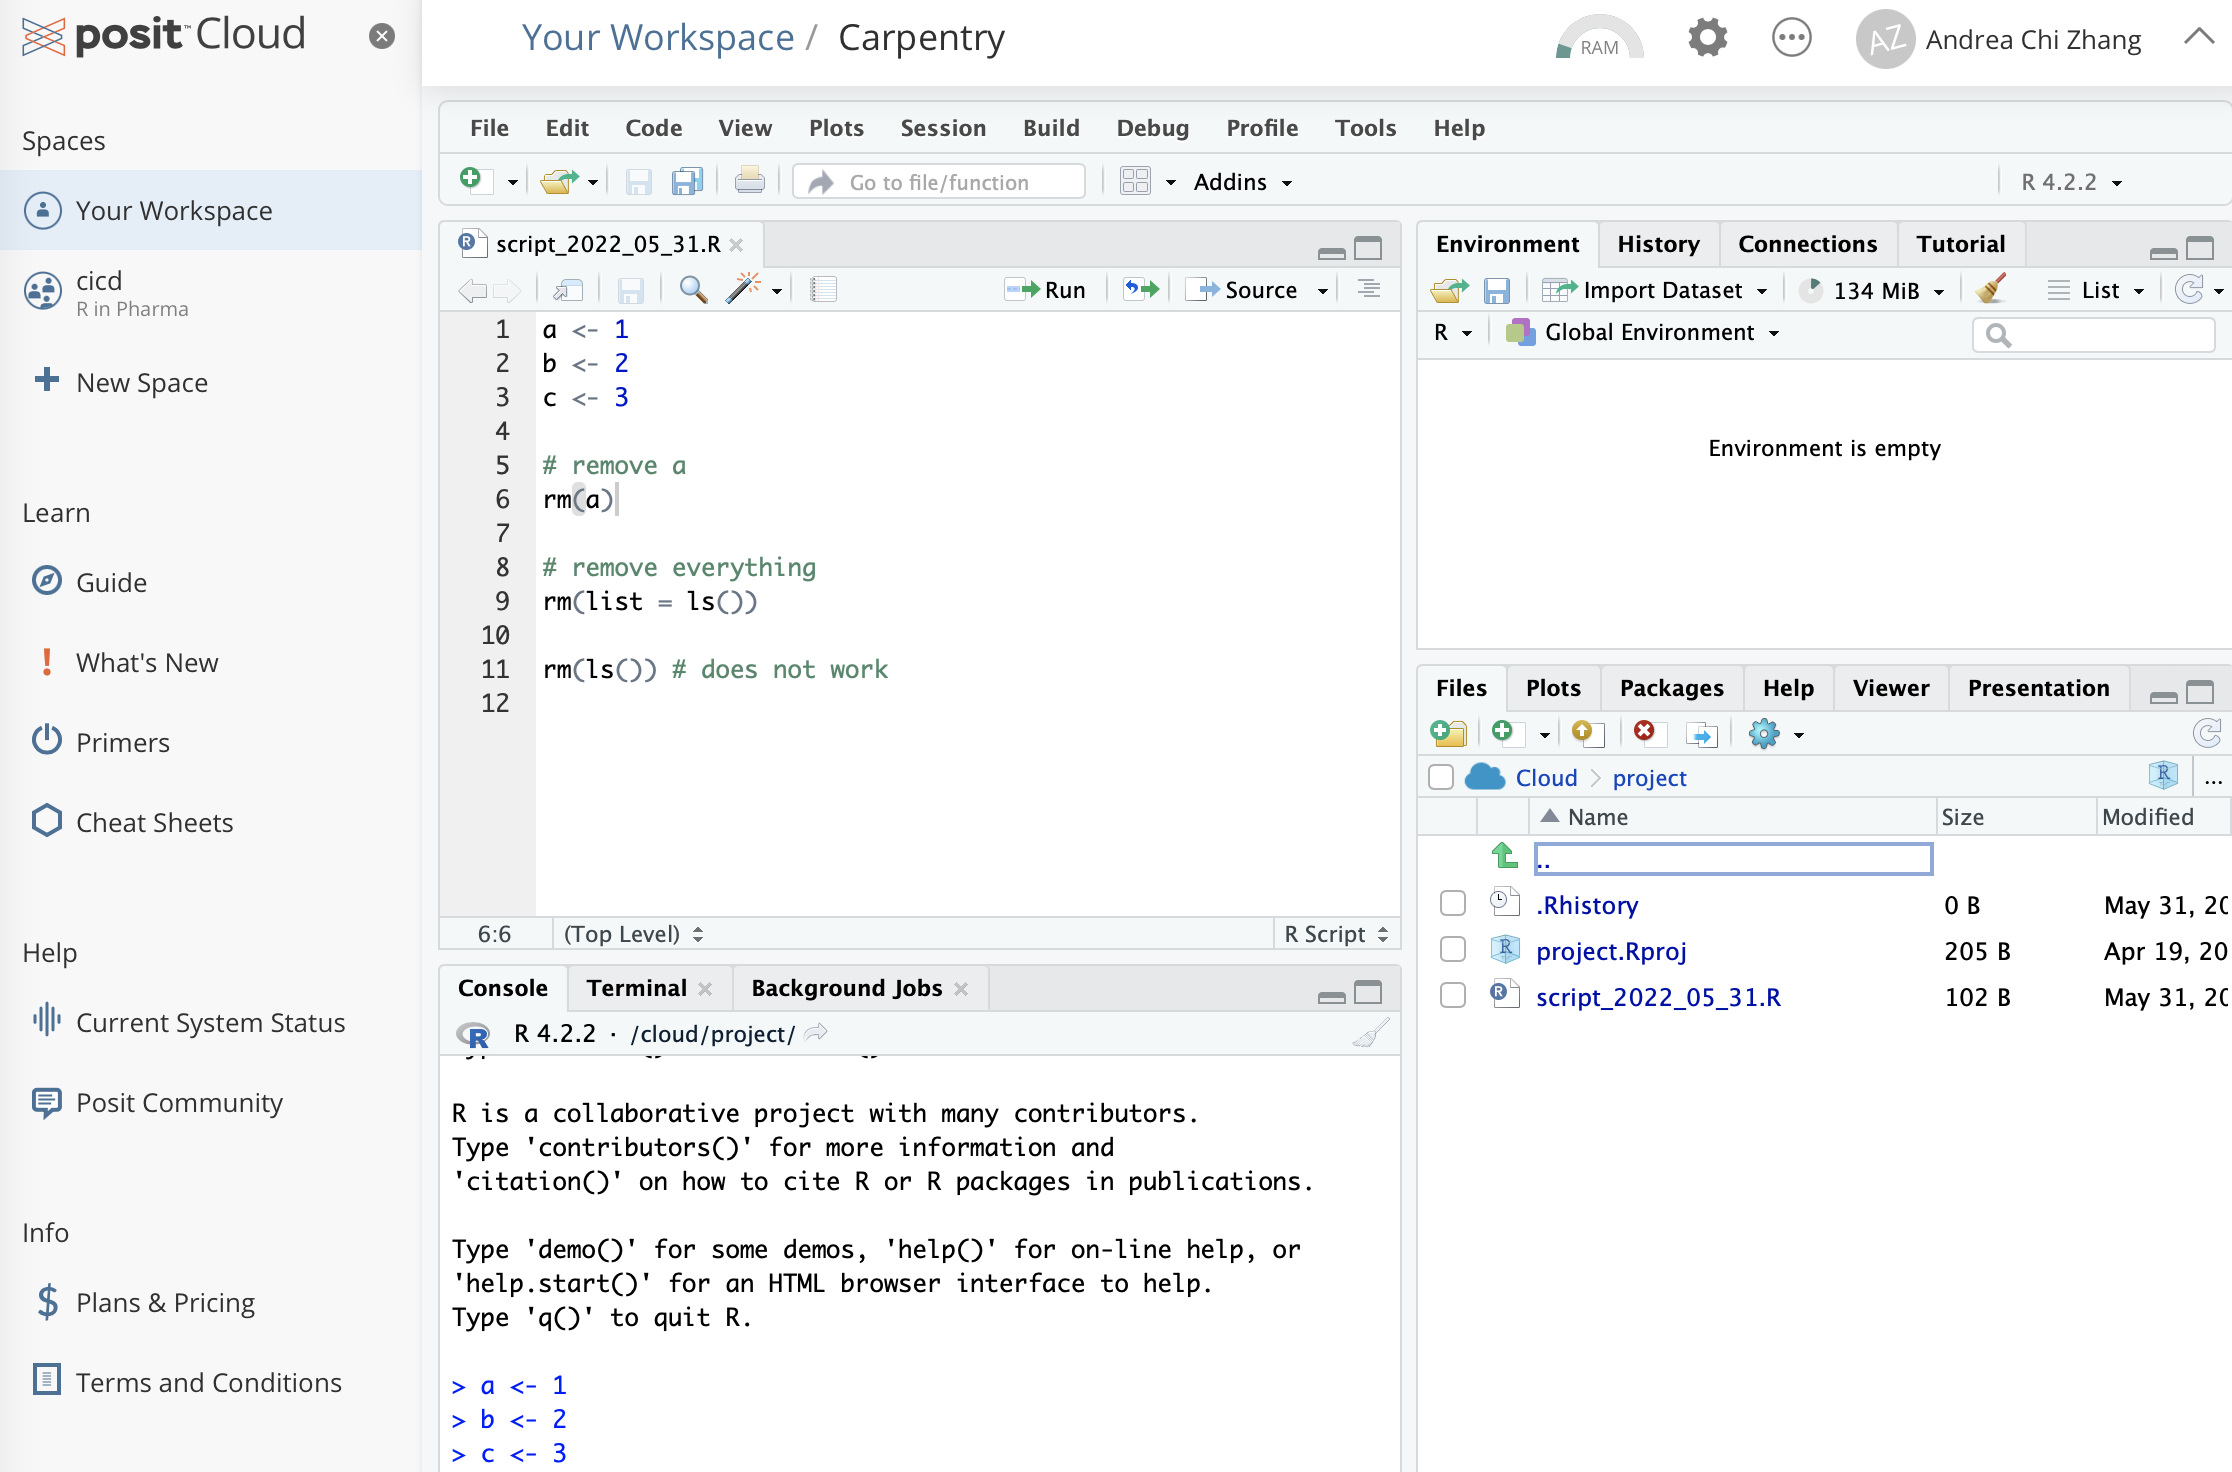 posit™ Cloud
Your Workspace / Carpentry
RAM
AZ Andrea Chi Zhang
Spaces
Your Workspace
cicd
R in Pharma
New Space
Learn
Guide
What's New
Primers
Cheat Sheets
Help
Current System Status
Posit Community
Info
Plans & Pricing
Terms and Conditions
File Edit Code View Plots Session Build Debug Profile Tools Help
Go to file/function Addins R 4.2.2
script_2022_05_31.R
Run Source
1 a <- 1
2 b <- 2
3 c <- 3
4
5 # remove a
6 rm(a)
7
8 # remove everything
9 rm(list = ls())
10
11 rm(ls()) # does not work
12
6:6 (Top Level) R Script
Console Terminal Background Jobs
R 4.2.2 · /cloud/project/
R is a collaborative project with many contributors.
Type 'contributors()' for more information and
'citation()' on how to cite R or R packages in publications.
Type 'demo()' for some demos, 'help()' for on-line help, or
'help.start()' for an HTML browser interface to help.
Type 'q()' to quit R.
> a <- 1
> b <- 2
> c <- 3
Environment History Connections Tutorial
Import Dataset 134 MiB List
R Global Environment
Environment is empty
Files Plots Packages Help Viewer Presentation
Cloud project ...
Name Size Modified
..
.Rhistory 0 B May 31, 20
project.Rproj 205 B Apr 19, 20
script_2022_05_31.R 102 B May 31, 20